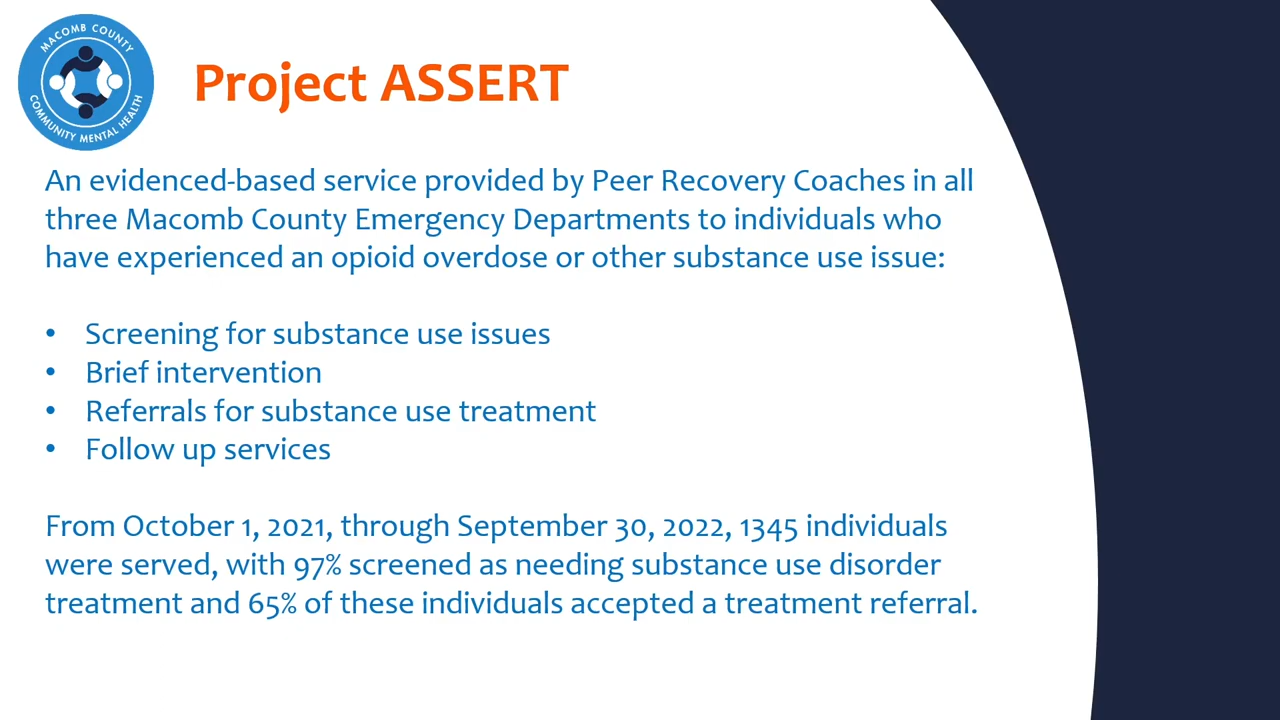 MACOMB COUNTY
COMMUNITY MENTAL HEALTH
Project ASSERT
An evidenced-based service provided by Peer Recovery Coaches in all
three Macomb County Emergency Departments to individuals who
have experienced an opioid overdose or other substance use issue:
• Screening for substance use issues
• Brief intervention
• Referrals for substance use treatment
• Follow up services
From October 1, 2021, through September 30, 2022, 1345 individuals
were served, with 97% screened as needing substance use disorder
treatment and 65% of these individuals accepted a treatment referral.